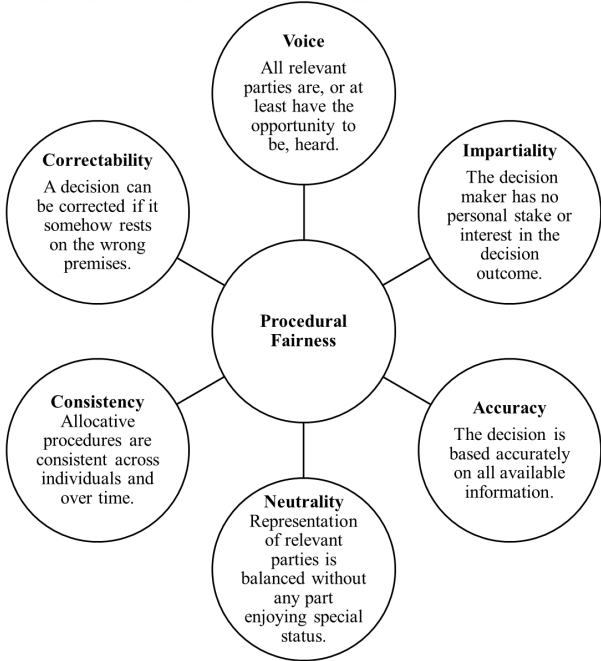 Voice
All relevant
parties are, or at
least have the
opportunity to
be, heard.
Correctability
A decision can
be corrected if it
somehow rests
on the wrong
premises.
Impartiality
The decision
maker has no
personal stake or
interest in the
decision
outcome.
Procedural
Fairness
Consistency
Allocative
procedures are
consistent across
individuals and
over time.
Accuracy
The decision is
based accurately
on all available
information.
Neutrality
Representation
of relevant
parties is
balanced without
any part
enjoying special
status.